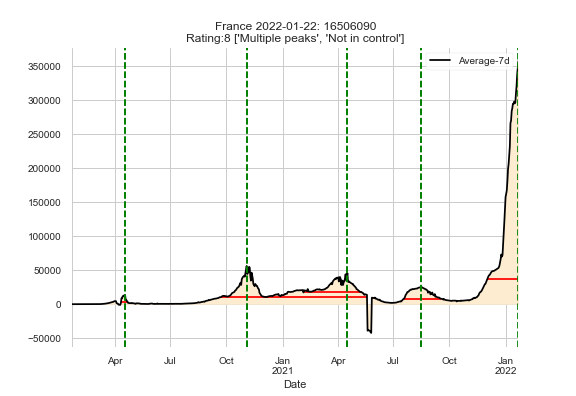 France 2022-01-22: 16506090
Rating:8 ['Multiple peaks', 'Not in control']
Average-7d
350000
300000
250000
200000
150000
100000
50000
0
−50000
Apr
Jul
Oct
Jan
2021
Apr
Jul
Oct
Jan
2022
Date